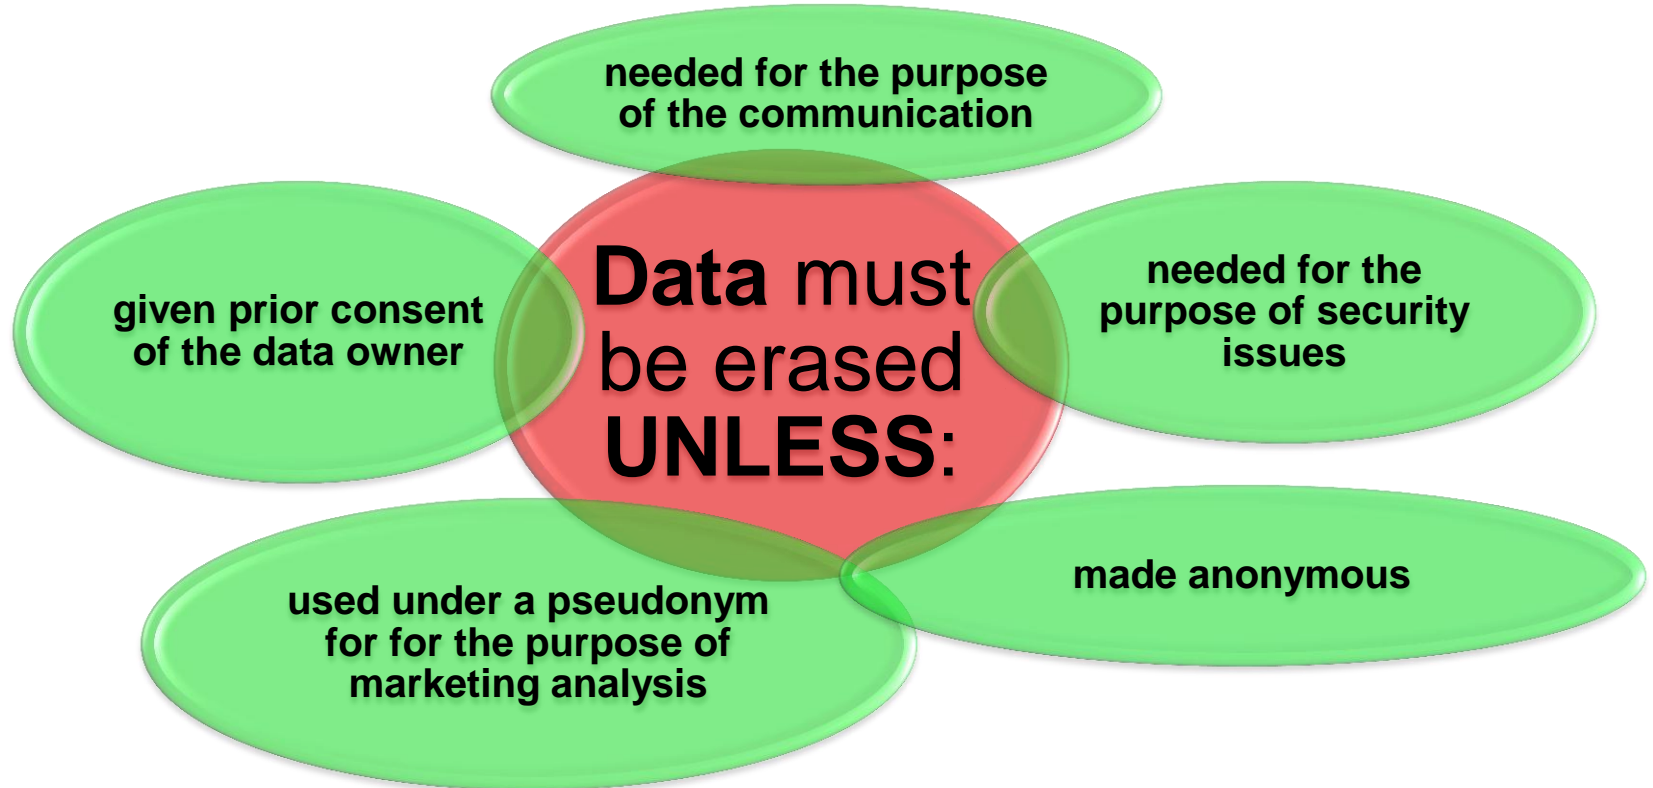 needed for the purpose
of the communication
given prior consent
of the data owner
Data must
be erased
UNLESS:
needed for the
purpose of security
issues
used under a pseudonym
for for the purpose of
marketing analysis
made anonymous